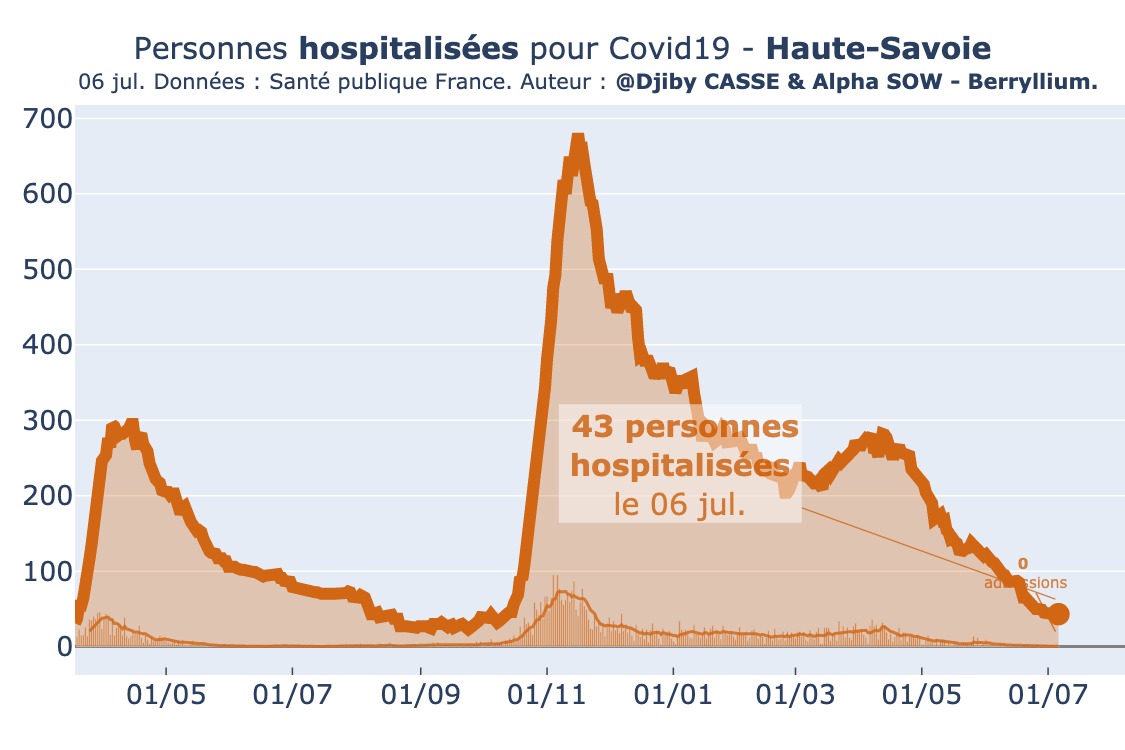 Personnes hospitalisées pour Covid19 - Haute-Savoie
06 jul. Données : Santé publique France. Auteur : @Djiby CASSE & Alpha SOW - Berryllium.
700
600
500
400
300
200
100
0
43 personnes
hospitalisées
le 06 jul.
0
admissions
01/05 01/07 01/09 01/11 01/01 01/03 01/05 01/07